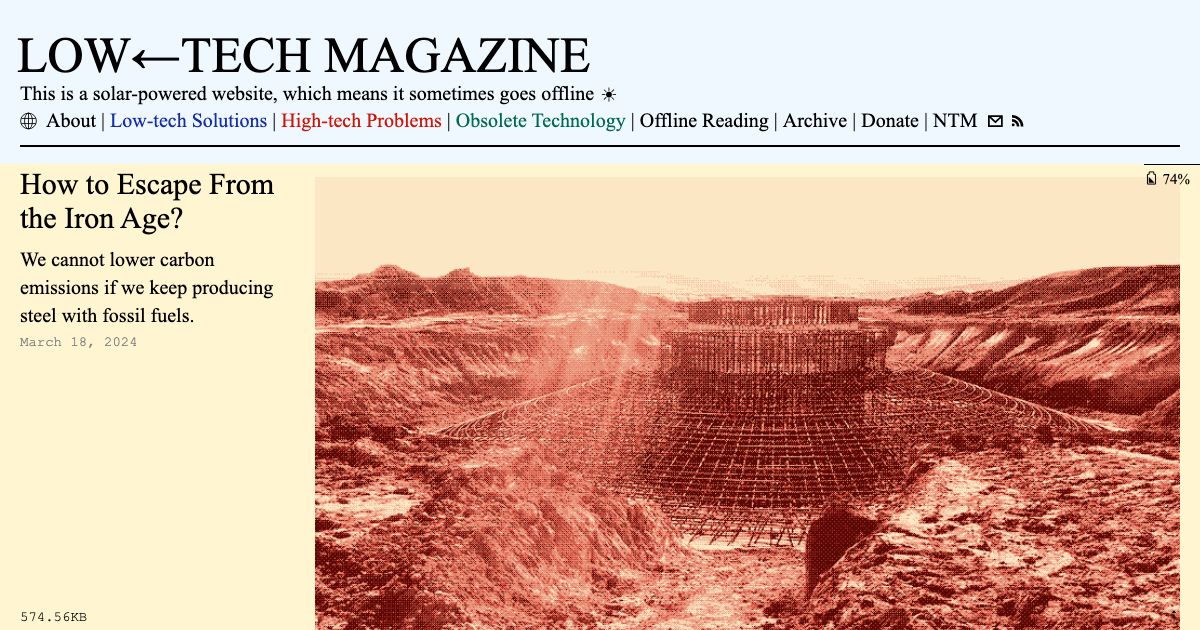 LOW←TECH MAGAZINE
This is a solar-powered website, which means it sometimes goes offline ☀
About | Low-tech Solutions | High-tech Problems | Obsolete Technology | Offline Reading | Archive | Donate | NTM
74%
How to Escape From
the Iron Age?
We cannot lower carbon
emissions if we keep producing
steel with fossil fuels.
March 18, 2024
574.56KB